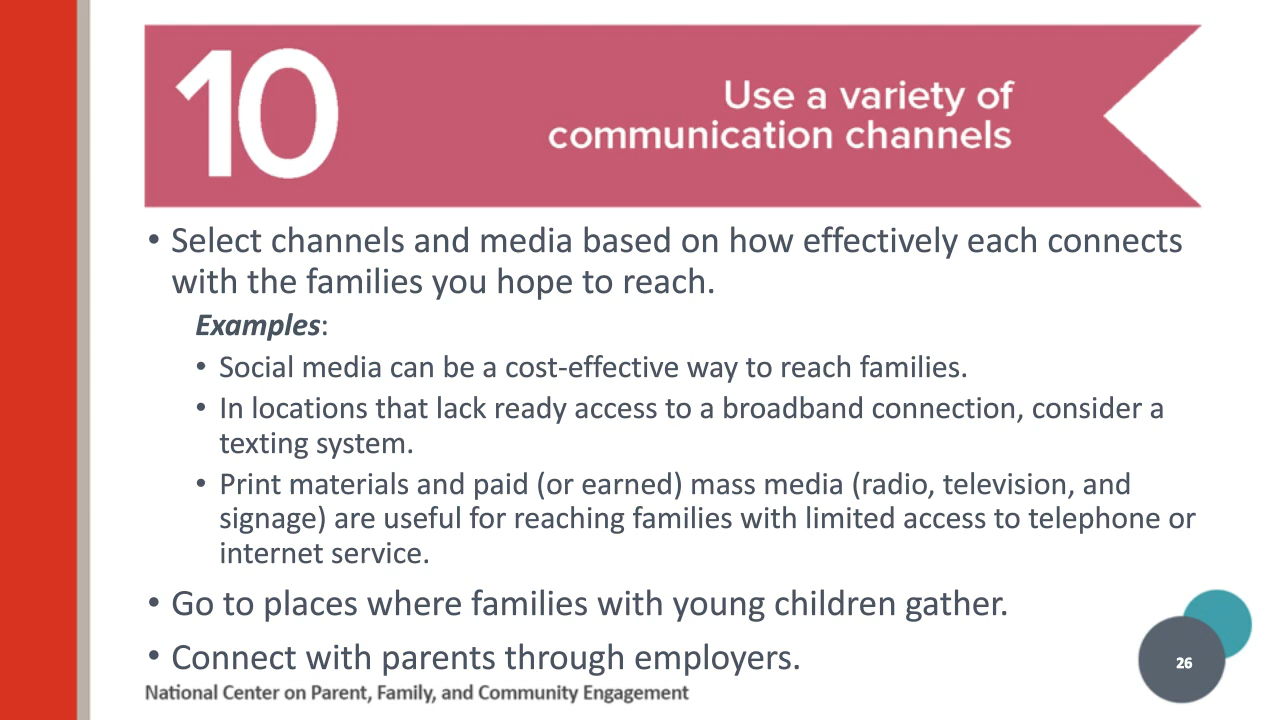 10
Use a variety of
communication channels
• Select channels and media based on how effectively each connects
with the families you hope to reach.
Examples:
• Social media can be a cost-effective way to reach families.
• In locations that lack ready access to a broadband connection, consider a
texting system.
• Print materials and paid (or earned) mass media (radio, television, and
signage) are useful for reaching families with limited access to telephone or
internet service.
• Go to places where families with young children gather.
• Connect with parents through employers.
National Center on Parent, Family, and Community Engagement
26